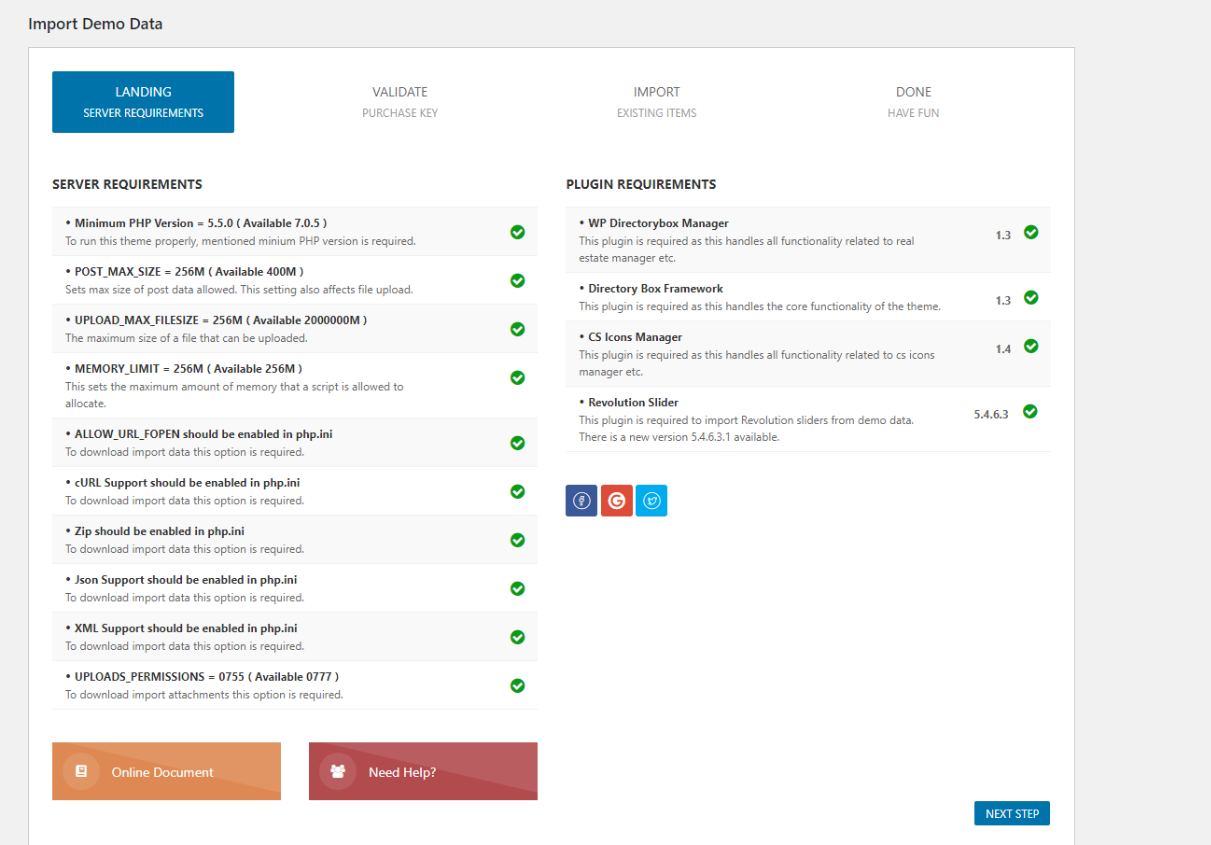 Import Demo Data
LANDING
SERVER REQUIREMENTS
VALIDATE
PURCHASE KEY
IMPORT
EXISTING ITEMS
DONE
HAVE FUN
SERVER REQUIREMENTS
• Minimum PHP Version = 5.5.0 ( Available 7.0.5 )
To run this theme properly, mentioned minium PHP version is required.
• POST_MAX_SIZE = 256M ( Available 400M )
Sets max size of post data allowed. This setting also affects file upload.
• UPLOAD_MAX_FILESIZE = 256M ( Available 2000000M )
The maximum size of a file that can be uploaded.
• MEMORY_LIMIT = 256M ( Available 256M )
This sets the maximum amount of memory that a script is allowed to
allocate.
• ALLOW_URL_FOPEN should be enabled in php.ini
To download import data this option is required.
• cURL Support should be enabled in php.ini
To download import data this option is required.
• Zip should be enabled in php.ini
To download import data this option is required.
• Json Support should be enabled in php.ini
To download import data this option is required.
• XML Support should be enabled in php.ini
To download import data this option is required.
• UPLOADS_PERMISSIONS = 0755 ( Available 0777 )
To download import attachments this option is required.
PLUGIN REQUIREMENTS
• WP Directorybox Manager
This plugin is required as this handles all functionality related to real
estate manager etc.
1.3
• Directory Box Framework
This plugin is required as this handles the core functionality of the theme.
1.3
• CS Icons Manager
This plugin is required as this handles all functionality related to cs icons
manager etc.
1.4
• Revolution Slider
This plugin is required to import Revolution sliders from demo data.
There is a new version 5.4.6.3.1 available.
5.4.6.3
Online Document
Need Help?
NEXT STEP